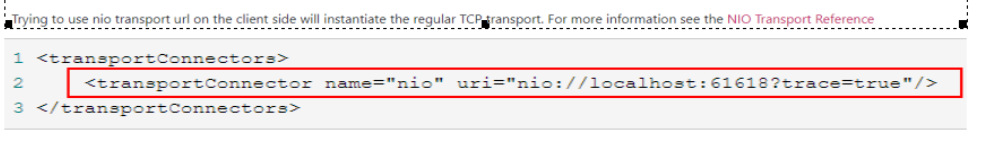 Trying to use nio transport url on the client side will instantiate the regular TCP transport. For more information see the NIO Transport Reference
1 <transportConnectors>
2 <transportConnector name="nio" uri="nio://localhost:61618?trace=true"/>
3 </transportConnectors>